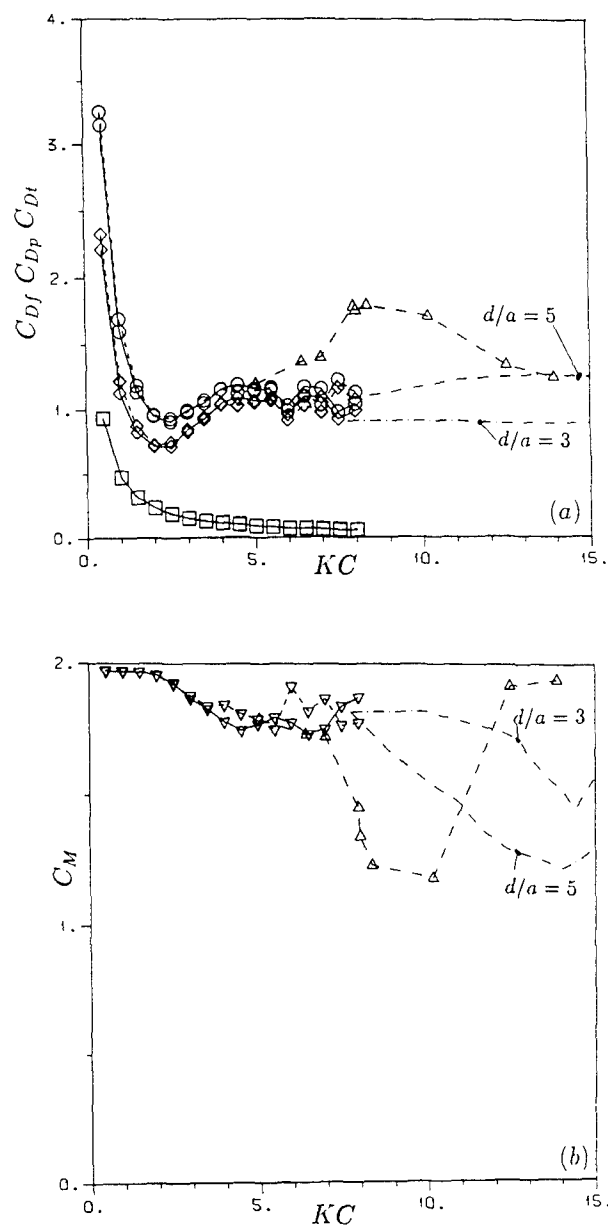 4.
3.
2.
1.
0.
C_{Df} C_{Dp} C_{Dt}
d/a = 5
d/a = 3
(a)
0.
5.
10.
15.
KC
2.
1.
0.
C_M
d/a = 3
d/a = 5
(b)
0.
5.
10.
15.
KC